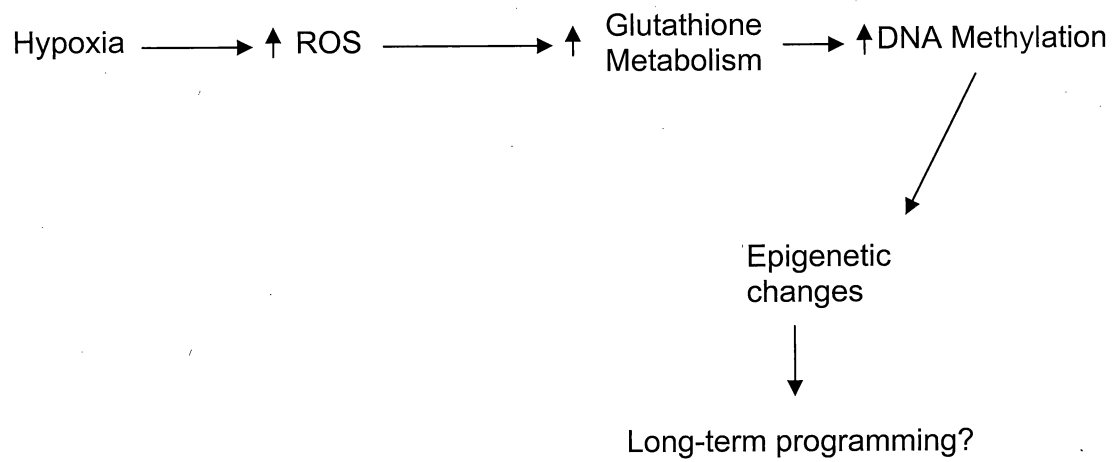 Hypoxia ROS Glutathione DNA Methylation
Metabolism
Epigenetic
changes
Long-term programming?